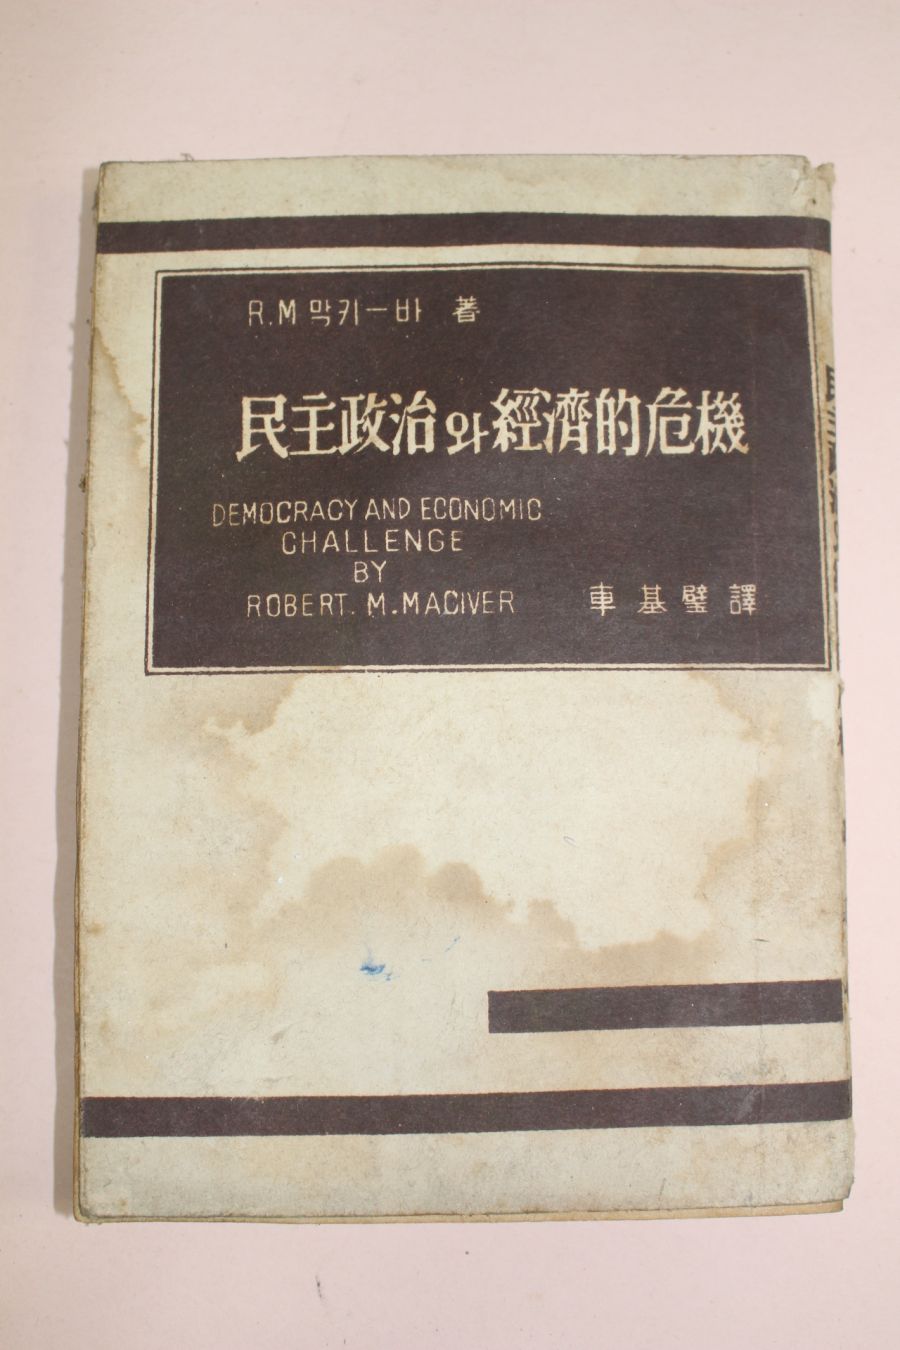 R.M 막키ー바 著
民主政治와 經濟的危機
DEMOCRACY AND ECONOMIC
CHALLENGE
BY
ROBERT. M. MACIVER
車基璧譯